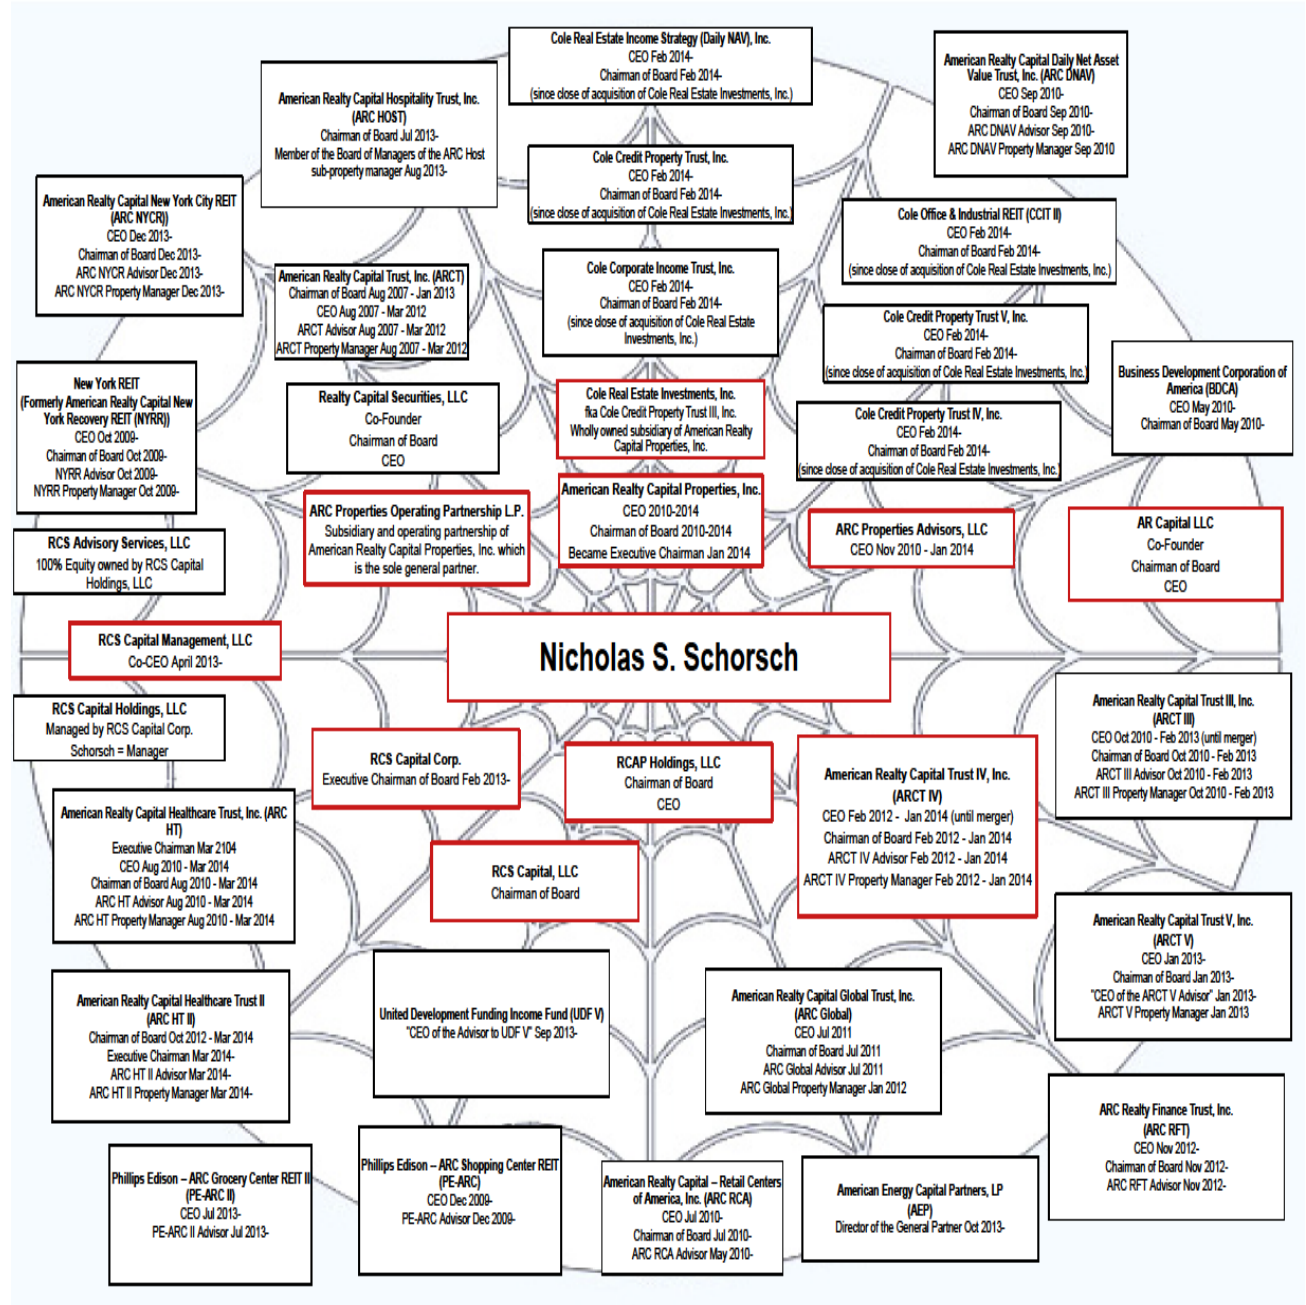 Cole Real Estate Income Strategy (Daily NAV), Inc.
CEO Feb 2014-
Chairman of Board Feb 2014-
(since close of acquisition of Cole Real Estate Investments, Inc.)
American Realty Capital Daily Net Asset
Value Trust, Inc. (ARC DNAV)
CEO Sep 2010-
Chairman of Board Sep 2010-
ARC DNAV Advisor Sep 2010-
ARC DNAV Property Manager Sep 2010
American Realty Capital Hospitality Trust, Inc.
(ARC HOST)
Chairman of Board Jul 2013-
Member of the Board of Managers of the ARC Host
sub-property manager Aug 2013-
Cole Credit Property Trust, Inc.
CEO Feb 2014-
Chairman of Board Feb 2014-
(since close of acquisition of Cole Real Estate Investments, Inc.)
American Realty Capital New York City REIT
(ARC NYCR))
CEO Dec 2013-
Chairman of Board Dec 2013-
ARC NYCR Advisor Dec 2013-
ARC NYCR Property Manager Dec 2013-
Cole Office & Industrial REIT (CCIT II)
CEO Feb 2014-
Chairman of Board Feb 2014-
(since close of acquisition of Cole Real Estate Investments, Inc.)
American Realty Capital Trust, Inc. (ARCT)
Chairman of Board Aug 2007 - Jan 2013
CEO Aug 2007 - Mar 2012
ARCT Advisor Aug 2007 - Mar 2012
ARCT Property Manager Aug 2007 - Mar 2012
Cole Corporate Income Trust, Inc.
CEO Feb 2014-
Chairman of Board Feb 2014-
(since close of acquisition of Cole Real Estate
Investments, Inc.)
Cole Credit Property Trust V, Inc.
CEO Feb 2014-
Chairman of Board Feb 2014-
(since close of acquisition of Cole Real Estate Investments, Inc.)
New York REIT
(Formerly American Realty Capital New
York Recovery REIT (NYRR))
CEO Oct 2009-
Chairman of Board Oct 2009-
NYRR Advisor Oct 2009-
NYRR Property Manager Oct 2009-
Realty Capital Securities, LLC
Co-Founder
Chairman of Board
CEO
Cole Real Estate Investments, Inc.
fka Cole Credit Property Trust III, Inc.
Wholly owned subsidiary of American Realty
Capital Properties, Inc.
Cole Credit Property Trust IV, Inc.
CEO Feb 2014-
Chairman of Board Feb 2014-
(since close of acquisition of Cole Real Estate Investments, Inc.)
Business Development Corporation of
America (BDCA)
CEO May 2010-
Chairman of Board May 2010-
ARC Properties Operating Partnership L.P.
Subsidiary and operating partnership of
American Realty Capital Properties, Inc. which
is the sole general partner.
American Realty Capital Properties, Inc.
CEO 2010-2014
Chairman of Board 2010-2014
Became Executive Chairman Jan 2014
ARC Properties Advisors, LLC
CEO Nov 2010 - Jan 2014
AR Capital LLC
Co-Founder
Chairman of Board
CEO
RCS Advisory Services, LLC
100% Equity owned by RCS Capital
Holdings, LLC
RCS Capital Management, LLC
Co-CEO April 2013-
Nicholas S. Schorsch
RCS Capital Holdings, LLC
Managed by RCS Capital Corp.
Schorsch = Manager
RCS Capital Corp.
Executive Chairman of Board Feb 2013-
RCAP Holdings, LLC
Chairman of Board
CEO
American Realty Capital Trust IV, Inc.
(ARCT IV)
CEO Feb 2012 - Jan 2014 (until merger)
Chairman of Board Feb 2012 - Jan 2014
ARCT IV Advisor Feb 2012 - Jan 2014
ARCT IV Property Manager Feb 2012 - Jan 2014
American Realty Capital Trust III, Inc.
(ARCT III)
CEO Oct 2010 - Feb 2013 (until merger)
Chairman of Board Oct 2010 - Feb 2013
ARCT III Advisor Oct 2010 - Feb 2013
ARCT III Property Manager Oct 2010 - Feb 2013
American Realty Capital Healthcare Trust, Inc. (ARC
HT)
Executive Chairman Mar 2104
CEO Aug 2010 - Mar 2014
Chairman of Board Aug 2010 - Mar 2014
ARC HT Advisor Aug 2010 - Mar 2014
ARC HT Property Manager Aug 2010 - Mar 2014
RCS Capital, LLC
Chairman of Board
American Realty Capital Trust V, Inc.
(ARCT V)
CEO Jan 2013-
Chairman of Board Jan 2013-
"CEO of the ARCT V Advisor" Jan 2013-
ARCT V Property Manager Jan 2013
American Realty Capital Healthcare Trust II
(ARC HT II)
Chairman of Board Oct 2012 - Mar 2014
Executive Chairman Mar 2014-
ARC HT II Advisor Mar 2014-
ARC HT II Property Manager Mar 2014-
United Development Funding Income Fund (UDF V)
"CEO of the Advisor to UDF V" Sep 2013-
American Realty Capital Global Trust, Inc.
(ARC Global)
CEO Jul 2011
Chairman of Board Jul 2011
ARC Global Advisor Jul 2011
ARC Global Property Manager Jan 2012
ARC Realty Finance Trust, Inc.
(ARC RFT)
CEO Nov 2012-
Chairman of Board Nov 2012-
ARC RFT Advisor Nov 2012-
Phillips Edison – ARC Grocery Center REIT II
(PE-ARC II)
CEO Jul 2013-
PE-ARC II Advisor Jul 2013-
Phillips Edison – ARC Shopping Center REIT
(PE-ARC)
CEO Dec 2009-
PE-ARC Advisor Dec 2009-
American Realty Capital – Retail Centers
of America, Inc. (ARC RCA)
CEO Jul 2010-
Chairman of Board Jul 2010-
ARC RCA Advisor May 2010-
American Energy Capital Partners, LP
(AEP)
Director of the General Partner Oct 2013-